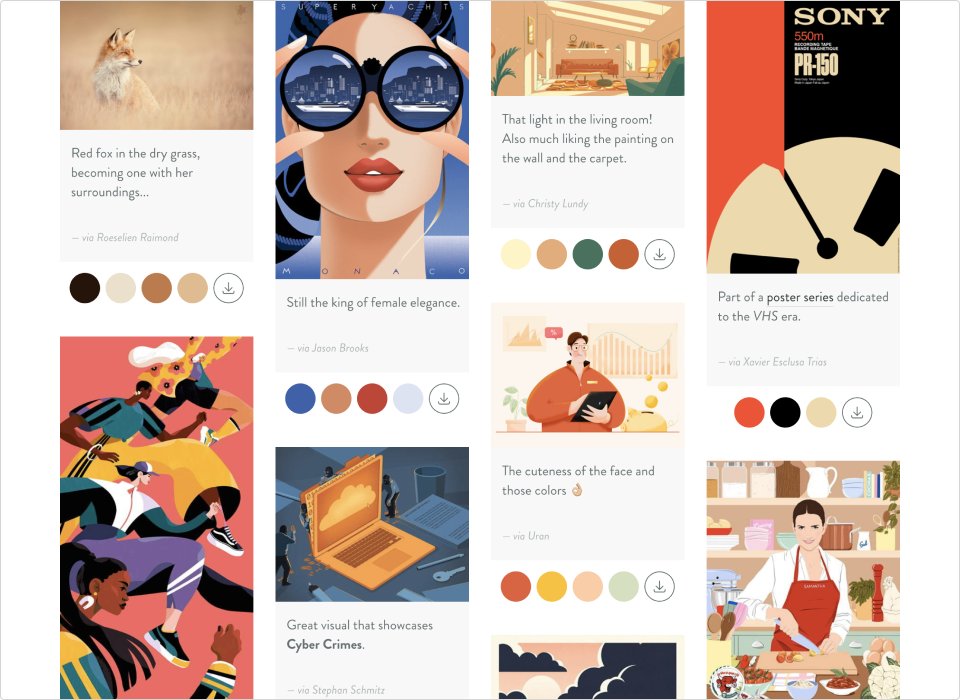 Red fox in the dry grass,
becoming one with her
surroundings...
— via Roeselien Raimond
SUPERYACHTS
MONACO
Still the king of female elegance.
— via Jason Brooks
Great visual that showcases
Cyber Crimes.
— via Stephan Schmitz
That light in the living room!
Also much liking the painting on
the wall and the carpet.
— via Christy Lundy
%
The cuteness of the face and
those colors 👌🏼
— via Uran
SONY
550m
RECORDING TAPE
BANDE MAGNETIQUE
PR-150
Part of a poster series dedicated
to the VHS era.
— via Xavier Esclusa Trias
SAMANTHA